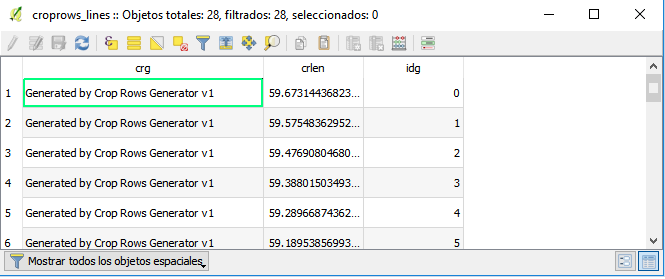 croprows_lines :: Objetos totales: 28, filtrados: 28, seleccionados: 0
crg crlen idg
1 Generated by Crop Rows Generator v1 59.67314436823... 0
2 Generated by Crop Rows Generator v1 59.57548362952... 1
3 Generated by Crop Rows Generator v1 59.47690804680... 2
4 Generated by Crop Rows Generator v1 59.38801503493... 3
5 Generated by Crop Rows Generator v1 59.28966874362... 4
6 Generated by Crop Rows Generator v1 59.18953856993... 5
Mostrar todos los objetos espaciales